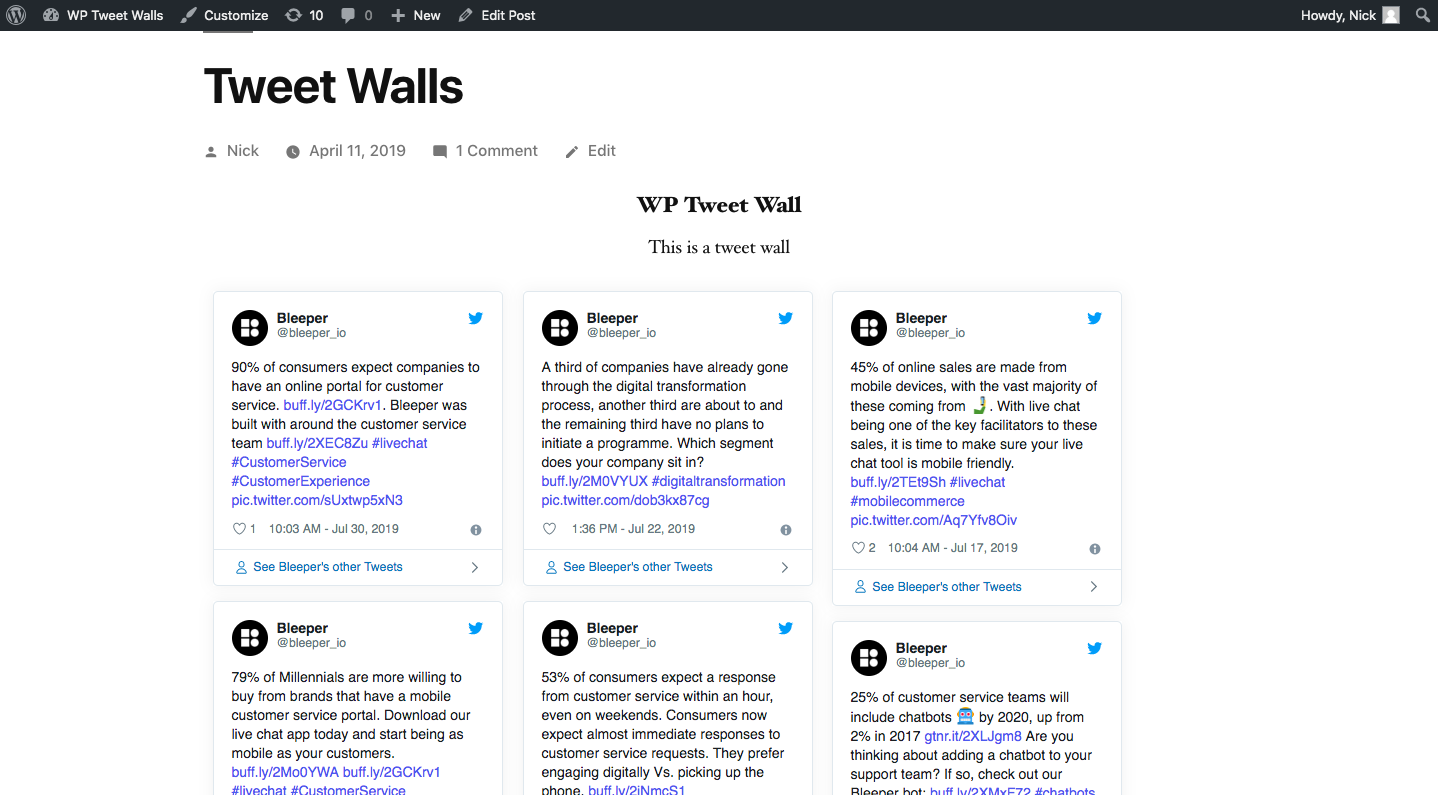 WP Tweet Walls Customize 10 0 New Edit Post Howdy, Nick
Tweet Walls
Nick April 11, 2019 1 Comment Edit
WP Tweet Wall
This is a tweet wall
Bleeper
@bleeper_io
90% of consumers expect companies to
have an online portal for customer
service. buff.ly/2GCKrv1. Bleeper was
built with around the customer service
team buff.ly/2XEC8Zu #livechat
#CustomerService
#CustomerExperience
pic.twitter.com/sUxtwp5xN3
1 10:03 AM - Jul 30, 2019
See Bleeper's other Tweets
Bleeper
@bleeper_io
A third of companies have already gone
through the digital transformation
process, another third are about to and
the remaining third have no plans to
initiate a programme. Which segment
does your company sit in?
buff.ly/2M0VYUX #digitaltransformation
pic.twitter.com/dob3kx87cg
1:36 PM - Jul 22, 2019
See Bleeper's other Tweets
Bleeper
@bleeper_io
45% of online sales are made from
mobile devices, with the vast majority of
these coming from 🤳. With live chat
being one of the key facilitators to these
sales, it is time to make sure your live
chat tool is mobile friendly.
buff.ly/2TEt9Sh #livechat
#mobilecommerce
pic.twitter.com/Aq7Yfv8Oiv
2 10:04 AM - Jul 17, 2019
See Bleeper's other Tweets
Bleeper
@bleeper_io
79% of Millennials are more willing to
buy from brands that have a mobile
customer service portal. Download our
live chat app today and start being as
mobile as your customers.
buff.ly/2Mo0YWA buff.ly/2GCKrv1
#livechat #CustomerService
Bleeper
@bleeper_io
53% of consumers expect a response
from customer service within an hour,
even on weekends. Consumers now
expect almost immediate responses to
customer service requests. They prefer
engaging digitally Vs. picking up the
phone. buff.ly/2jNmcS1
Bleeper
@bleeper_io
25% of customer service teams will
include chatbots 🤖 by 2020, up from
2% in 2017 gtnr.it/2XLJgm8 Are you
thinking about adding a chatbot to your
support team? If so, check out our
Bleeper bot: buff.ly/2XMxF72 #chatbots